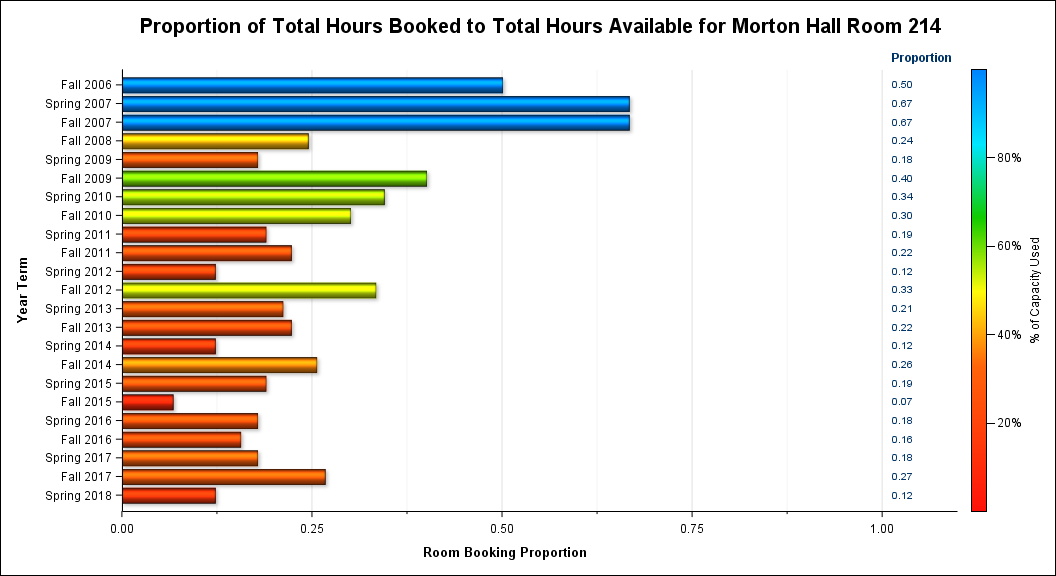 Proportion of Total Hours Booked to Total Hours Available for Morton Hall Room 214
Proportion
Fall 2006 0.50
Spring 2007 0.67
Fall 2007 0.67
Fall 2008 0.24
Spring 2009 0.18
Fall 2009 0.40
Spring 2010 0.34
Fall 2010 0.30
Spring 2011 0.19
Fall 2011 0.22
Spring 2012 0.12
Fall 2012 0.33
Spring 2013 0.21
Fall 2013 0.22
Spring 2014 0.12
Fall 2014 0.26
Spring 2015 0.19
Fall 2015 0.07
Spring 2016 0.18
Fall 2016 0.16
Spring 2017 0.18
Fall 2017 0.27
Spring 2018 0.12
Year Term
0.00 0.25 0.50 0.75 1.00
Room Booking Proportion
80%
60%
40%
20%
% of Capacity Used